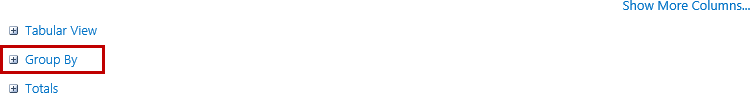 Show More Columns...
Tabular View
Group By
Totals